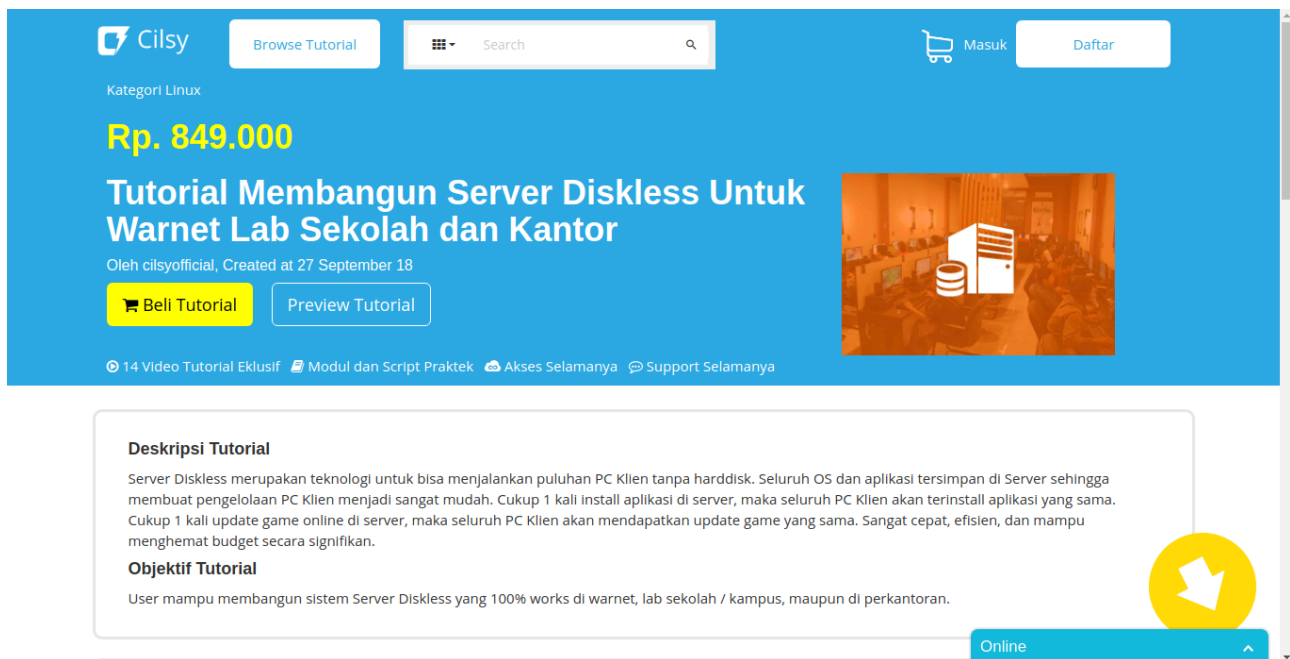 Cilsy
Browse Tutorial
Search
Masuk
Daftar
Kategori Linux
Rp. 849.000
Tutorial Membangun Server Diskless Untuk
Warnet Lab Sekolah dan Kantor
Oleh cilsyofficial, Created at 27 September 18
Beli Tutorial
Preview Tutorial
14 Video Tutorial Eklusif Modul dan Script Praktek Akses Selamanya Support Selamanya
Deskripsi Tutorial
Server Diskless merupakan teknologi untuk bisa menjalankan puluhan PC Klien tanpa harddisk. Seluruh OS dan aplikasi tersimpan di Server sehingga
membuat pengelolaan PC Klien menjadi sangat mudah. Cukup 1 kali install aplikasi di server, maka seluruh PC Klien akan terinstall aplikasi yang sama.
Cukup 1 kali update game online di server, maka seluruh PC Klien akan mendapatkan update game yang sama. Sangat cepat, efisien, dan mampu
menghemat budget secara signifikan.
Objektif Tutorial
User mampu membangun sistem Server Diskless yang 100% works di warnet, lab sekolah / kampus, maupun di perkantoran.
Online